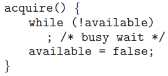 acquire() {
    while (!available)
        ; /* busy wait */
    available = false;
}